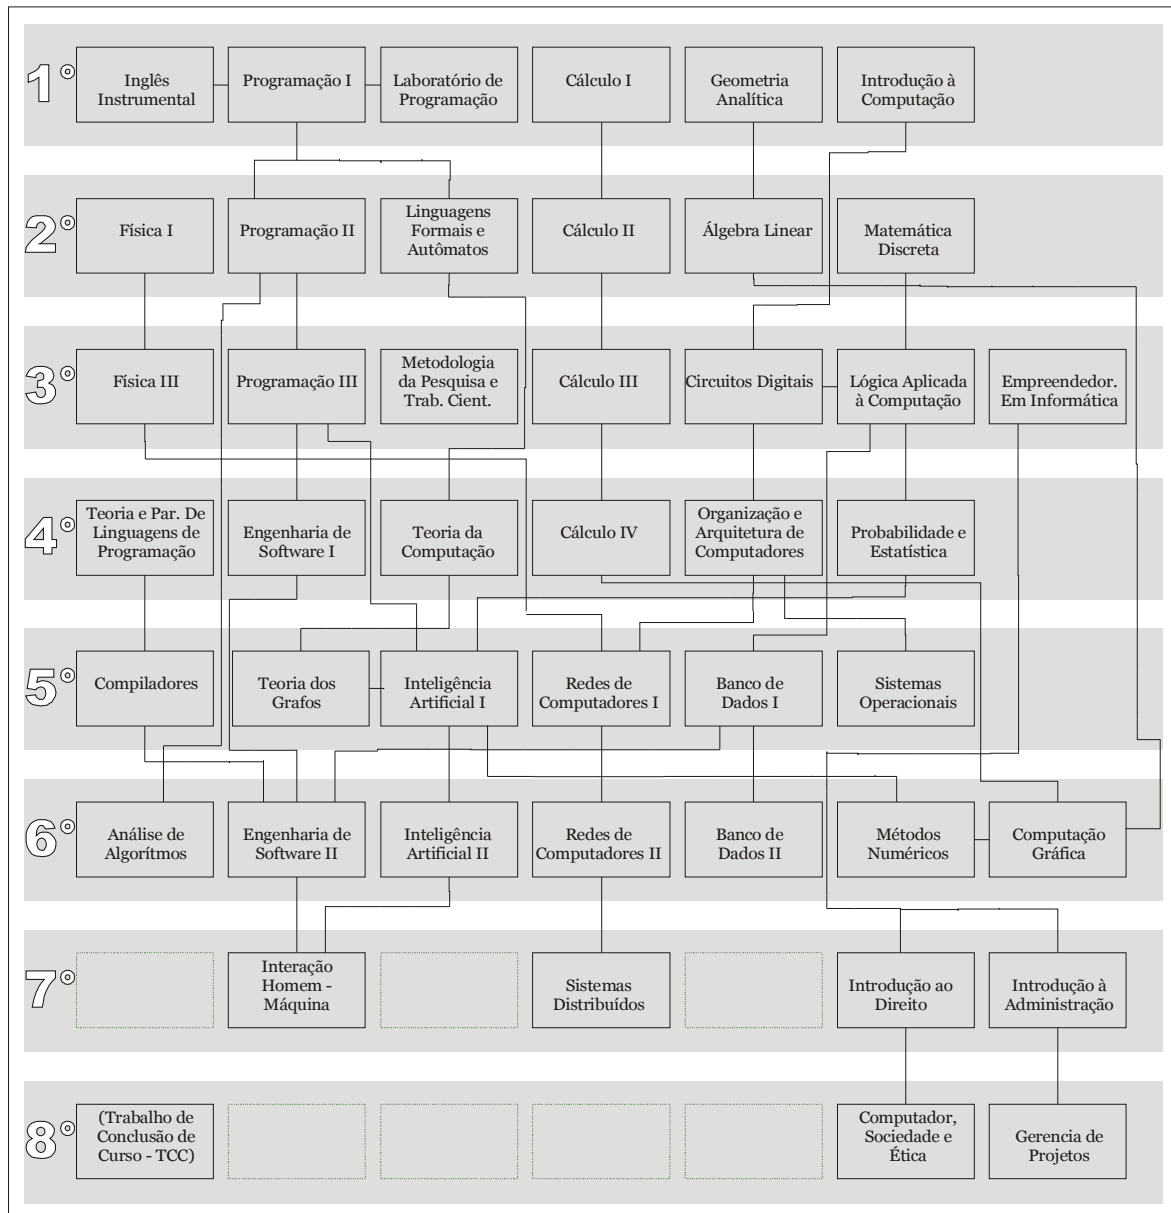 1°
Inglês
Instrumental
Programação I
Laboratório de
Programação
Cálculo I
Geometria
Analítica
Introdução à
Computação
2°
Física I
Programação II
Linguagens
Formais e
Autômatos
Cálculo II
Álgebra Linear
Matemática
Discreta
3°
Física III
Programação III
Metodologia
da Pesquisa e
Trab. Cient.
Cálculo III
Circuitos Digitais
Lógica Aplicada
à Computação
Empreendedor.
Em Informática
4°
Teoria e Par. De
Linguagens de
Programação
Engenharia de
Software I
Teoria da
Computação
Cálculo IV
Organização e
Arquitetura de
Computadores
Probabilidade e
Estatística
5°
Compiladores
Teoria dos
Grafos
Inteligência
Artificial I
Redes de
Computadores I
Banco de
Dados I
Sistemas
Operacionais
6°
Análise de
Algorítmos
Engenharia de
Software II
Inteligência
Artificial II
Redes de
Computadores II
Banco de
Dados II
Métodos
Numéricos
Computação
Gráfica
7°
Interação
Homem -
Máquina
Sistemas
Distribuídos
Introdução ao
Direito
Introdução à
Administração
8°
(Trabalho de
Conclusão de
Curso - TCC)
Computador,
Sociedade e
Ética
Gerencia de
Projetos